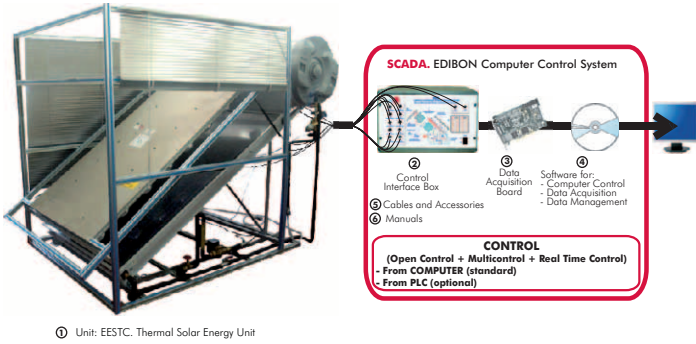 SCADA. EDIBON Computer Control System
②
Control
Interface Box
③
Data
Acquisition
Board
④
Software for:
- Computer Control
- Data Acquisition
- Data Management
⑤ Cables and Accessories
⑥ Manuals
CONTROL
(Open Control + Multicontrol + Real Time Control)
- From COMPUTER (standard)
- From PLC (optional)
① Unit: EESTC. Thermal Solar Energy Unit